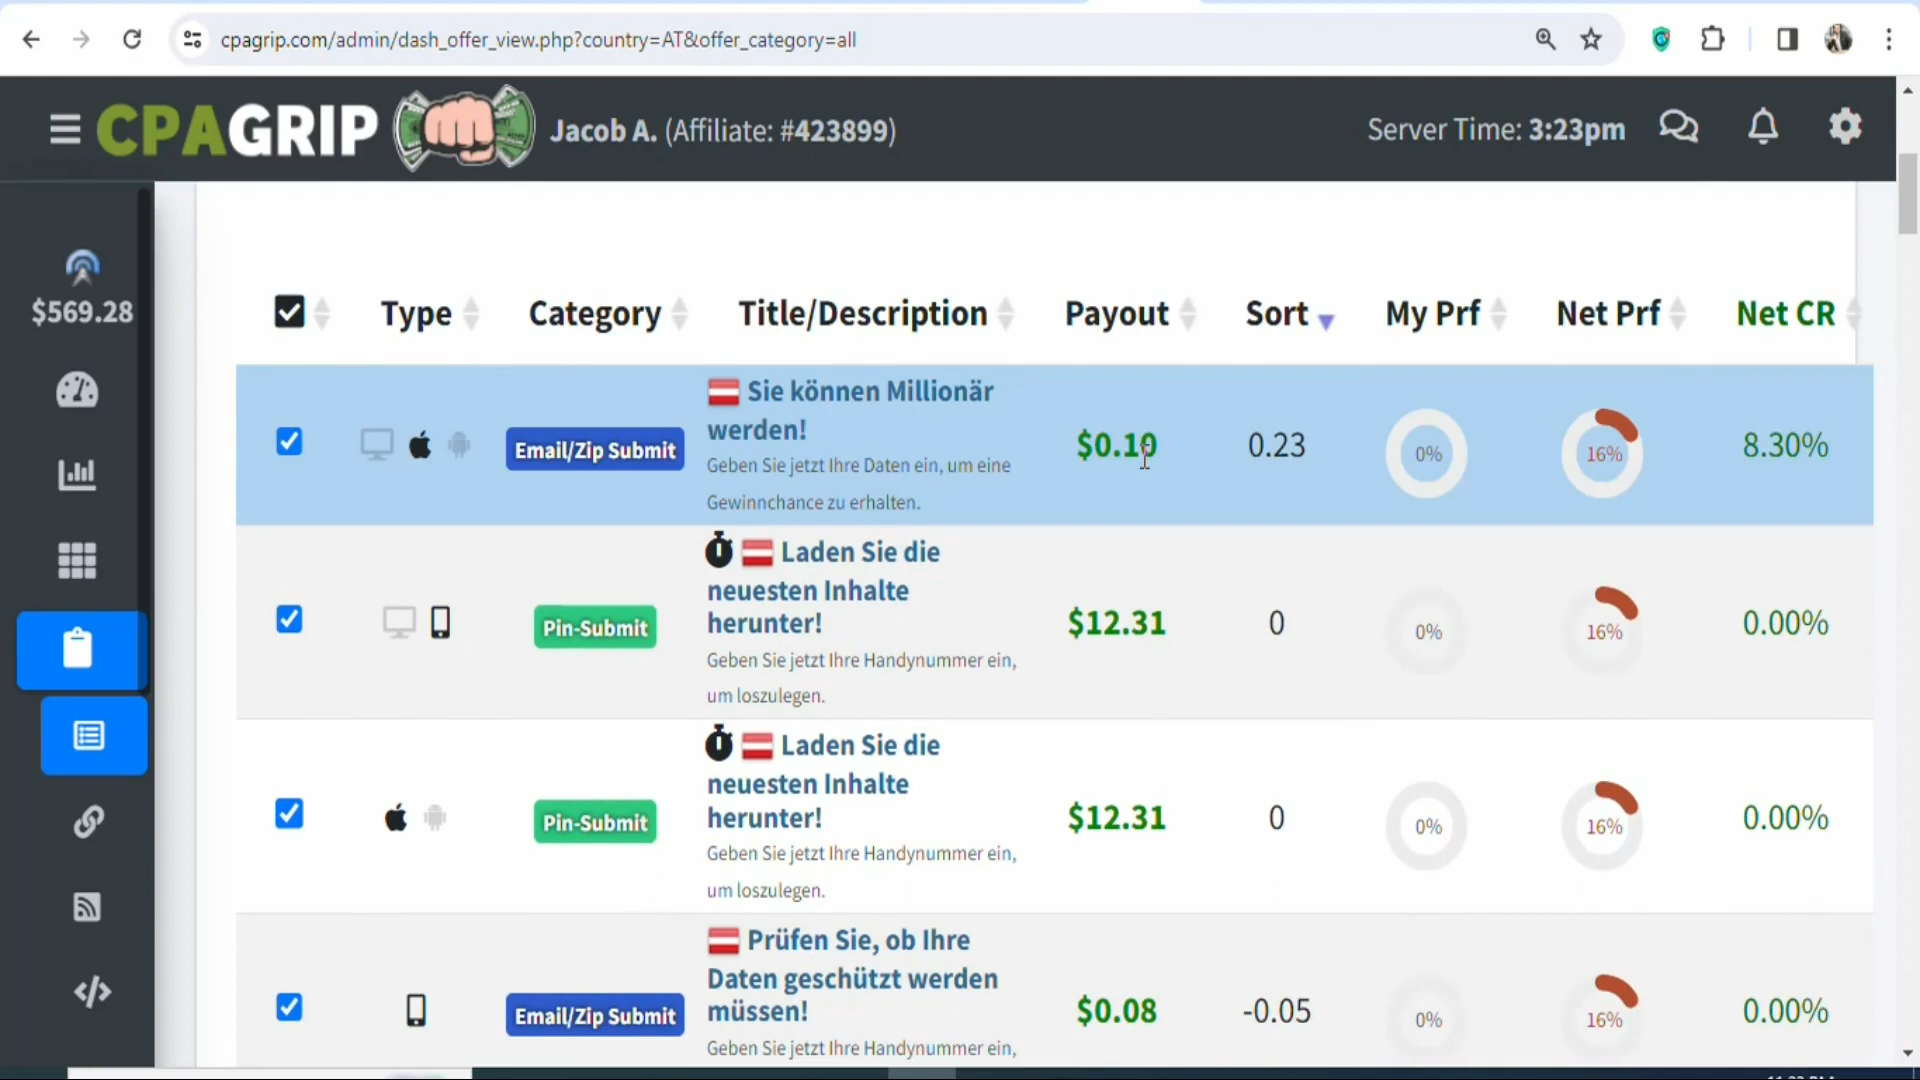 cpagrip.com/admin/dash_offer_view.php?country=AT&offer_category=all
CPAGRIP Jacob A. (Affiliate: #423899) Server Time: 3:23pm
$569.28
Type Category Title/Description Payout Sort My Prf Net Prf Net CR
Email/Zip Submit
Sie können Millionär
werden!
Geben Sie jetzt Ihre Daten ein, um eine
Gewinnchance zu erhalten.
$0.10 0.23 0% 16% 8.30%
Pin-Submit
Laden Sie die
neuesten Inhalte
herunter!
Geben Sie jetzt Ihre Handynummer ein,
um loszulegen.
$12.31 0 0% 16% 0.00%
Pin-Submit
Laden Sie die
neuesten Inhalte
herunter!
Geben Sie jetzt Ihre Handynummer ein,
um loszulegen.
$12.31 0 0% 16% 0.00%
Email/Zip Submit
Prüfen Sie, ob Ihre
Daten geschützt werden
müssen!
Geben Sie jetzt Ihre Handynummer ein,
$0.08 -0.05 0% 16% 0.00%